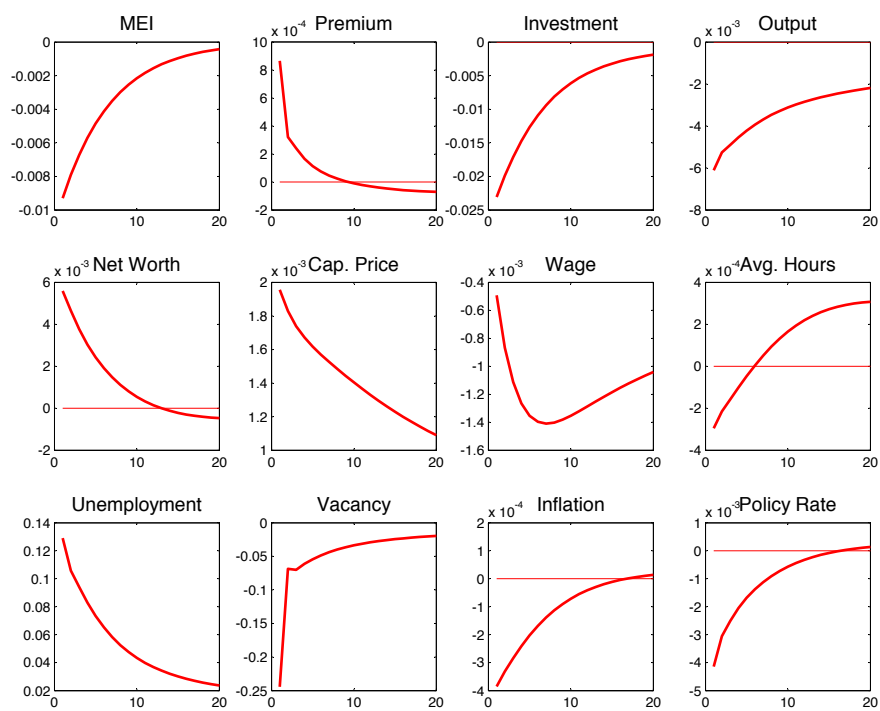 MEI
0
-0.002
-0.004
-0.006
-0.008
-0.01
0 10 20
Premium
x 10⁻⁴
10
8
6
4
2
0
-2
0 10 20
Investment
0
-0.005
-0.01
-0.015
-0.02
-0.025
0 10 20
Output
x 10⁻³
0
-2
-4
-6
-8
0 10 20
Net Worth
x 10⁻³
6
4
2
0
-2
0 10 20
Cap. Price
x 10⁻³
2
1.8
1.6
1.4
1.2
1
0 10 20
Wage
x 10⁻³
-0.4
-0.6
-0.8
-1
-1.2
-1.4
-1.6
0 10 20
Avg. Hours
x 10⁻⁴
4
2
0
-2
-4
0 10 20
Unemployment
0.14
0.12
0.1
0.08
0.06
0.04
0.02
0 10 20
Vacancy
0
-0.05
-0.1
-0.15
-0.2
-0.25
0 10 20
Inflation
x 10⁻⁴
2
1
0
-1
-2
-3
-4
0 10 20
Policy Rate
x 10⁻³
1
0
-1
-2
-3
-4
-5
0 10 20